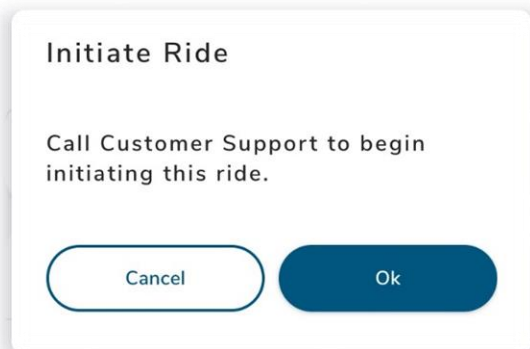 Initiate Ride
Call Customer Support to begin
initiating this ride.
Cancel
Ok